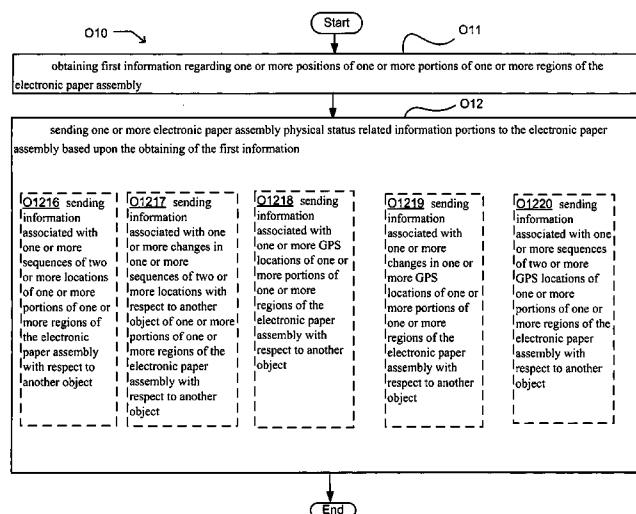 Start
O10
O11
obtaining first information regarding one or more positions of one or more portions of one or more regions of the
electronic paper assembly
O12
sending one or more electronic paper assembly physical status related information portions to the electronic paper
assembly based upon the obtaining of the first information
O1216 sending
information
associated with
one or more
sequences of two
or more locations
of one or more
portions of one or
more regions of
the electronic
paper assembly
with respect to
another object
O1217 sending
information
associated with one
or more changes in
one or more
sequences of two or
more locations with
respect to another
object of one or more
portions of one or
more regions of the
electronic paper
assembly with
respect to another
object
O1218 sending
information
associated with
one or more GPS
locations of one or
more portions of
one or more
regions of the
electronic paper
assembly with
respect to another
object
O1219 sending
information
associated with
one or more
changes in one or
more GPS
locations of one or
more portions of
one or more
regions of the
electronic paper
assembly with
respect to another
object
O1220 sending
information
associated with one
or more sequences
of two or more
GPS locations of
one or more
portions of one or
more regions of the
electronic paper
assembly with
respect to another
object
End